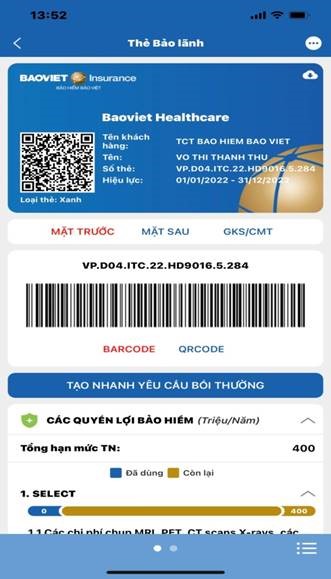 13:52
Thẻ Bảo lãnh
BAOVIET Insurance
BẢO HIỂM BẢO VIỆT
Baoviet Healthcare
Tên khách hàng: TCT BAO HIEM BAO VIET
Tên: VO THI THANH THU
Số thẻ: VP.D04.ITC.22.HD9016.5.284
Hiệu lực: 01/01/2022 - 31/12/2022
Loại thẻ: Xanh
MẶT TRƯỚC MẶT SAU GKS/CMT
VP.D04.ITC.22.HD9016.5.284
BARCODE QRCODE
TẠO NHANH YÊU CẦU BỒI THƯỜNG
CÁC QUYỀN LỢI BẢO HIỂM (Triệu/Năm)
Tổng hạn mức TN: 400
Đã dùng Còn lại
1. SELECT
0 400
1.1 Các chi phí chụp MRI, PET, CT scans X-rays, các